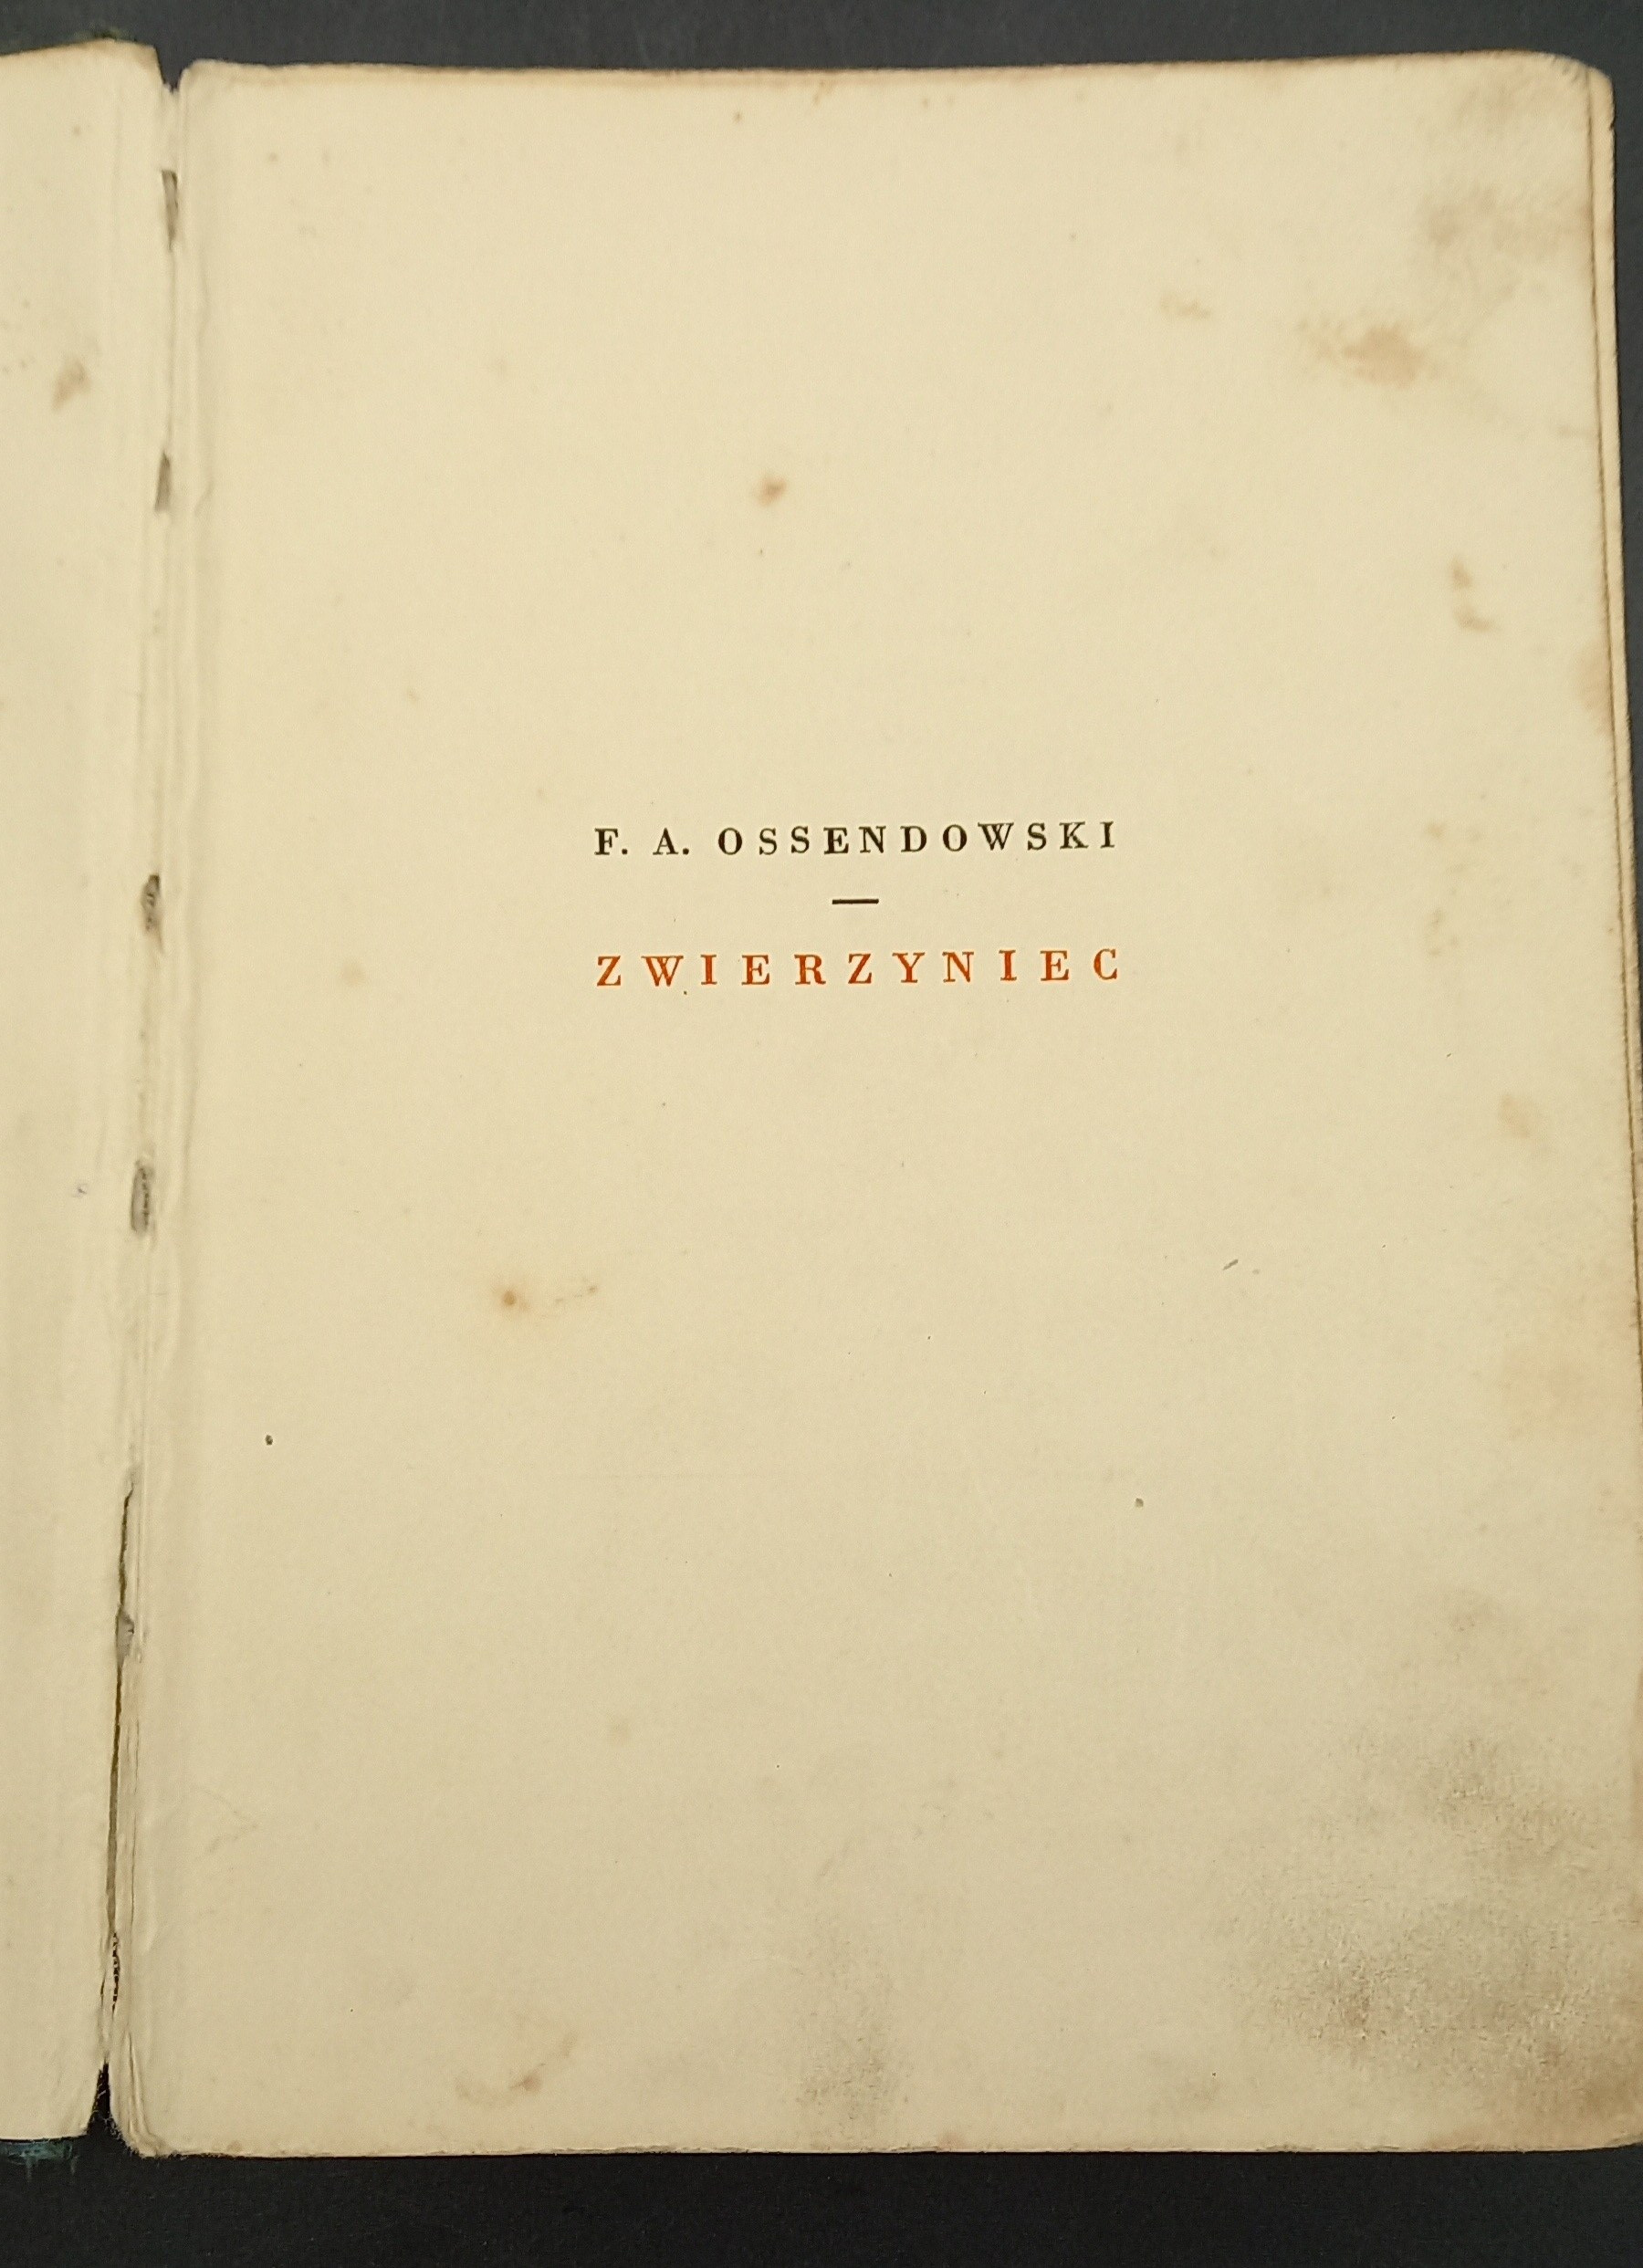 F. A. OSSENDOWSKI
—
ZWIERZYNIEC